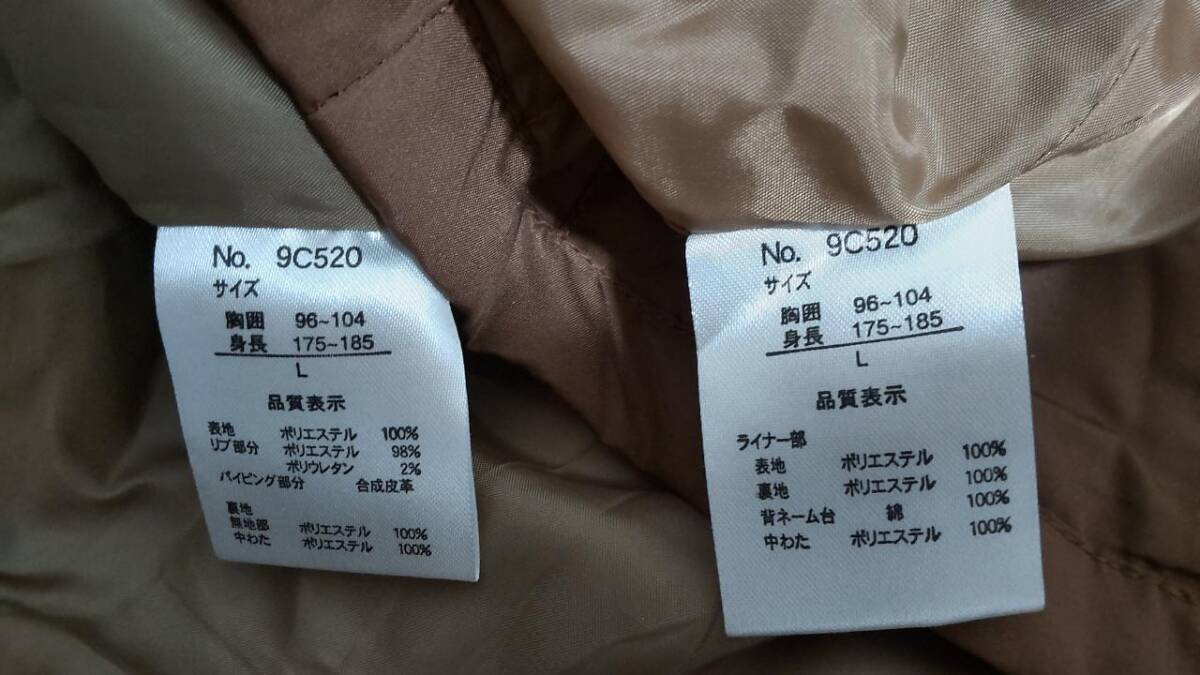 No. 9C520
サイズ
胸囲 96~104
身長 175~185
L
品質表示
表地 ポリエステル 100%
リブ部分 ポリエステル 98%
ポリウレタン 2%
パイピング部分 合成皮革
裏地
無地部 ポリエステル 100%
中わた ポリエステル 100%
No. 9C520
サイズ
胸囲 96~104
身長 175~185
L
品質表示
ライナー部
表地 ポリエステル 100%
裏地 ポリエステル 100%
背ネーム台 綿 100%
中わた ポリエステル 100%